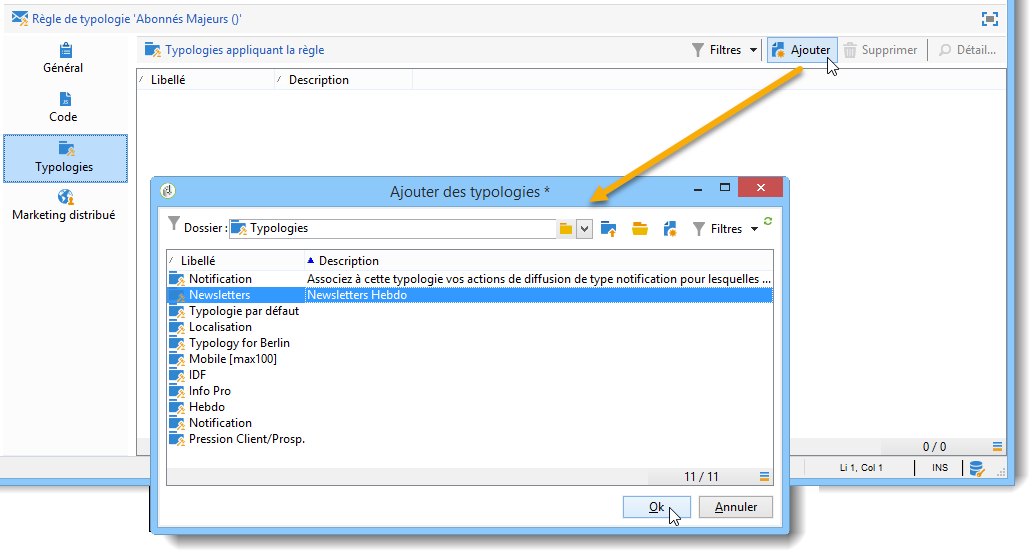 Règle de typologie 'Abonnés Majeurs ()'
Général
Code
Typologies
Marketing distribué
Typologies appliquant la règle
Filtres
Ajouter
Supprimer
Détail...
Libellé Description
Ajouter des typologies *
Dossier : Typologies
Filtres
Libellé Description
Notification Associez à cette typologie vos actions de diffusion de type notification pour lesquelles ...
Newsletters Newsletters Hebdo
Typologie par défaut
Localisation
Typology for Berlin
Mobile [max100]
IDF
Info Pro
Hebdo
Notification
Pression Client/Prosp.
11 / 11
Ok Annuler
0 / 0
Li 1, Col 1 INS